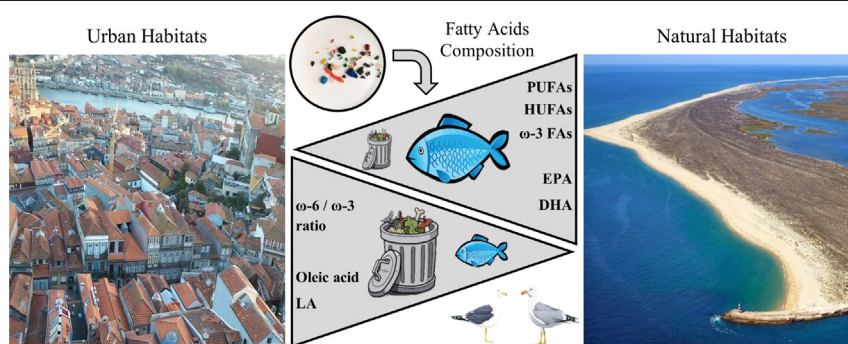 Urban Habitats
Fatty Acids
Composition
Natural Habitats
PUFAs
HUFAs
ω-3 FAs
EPA
DHA
ω-6 / ω-3
ratio
Oleic acid
LA